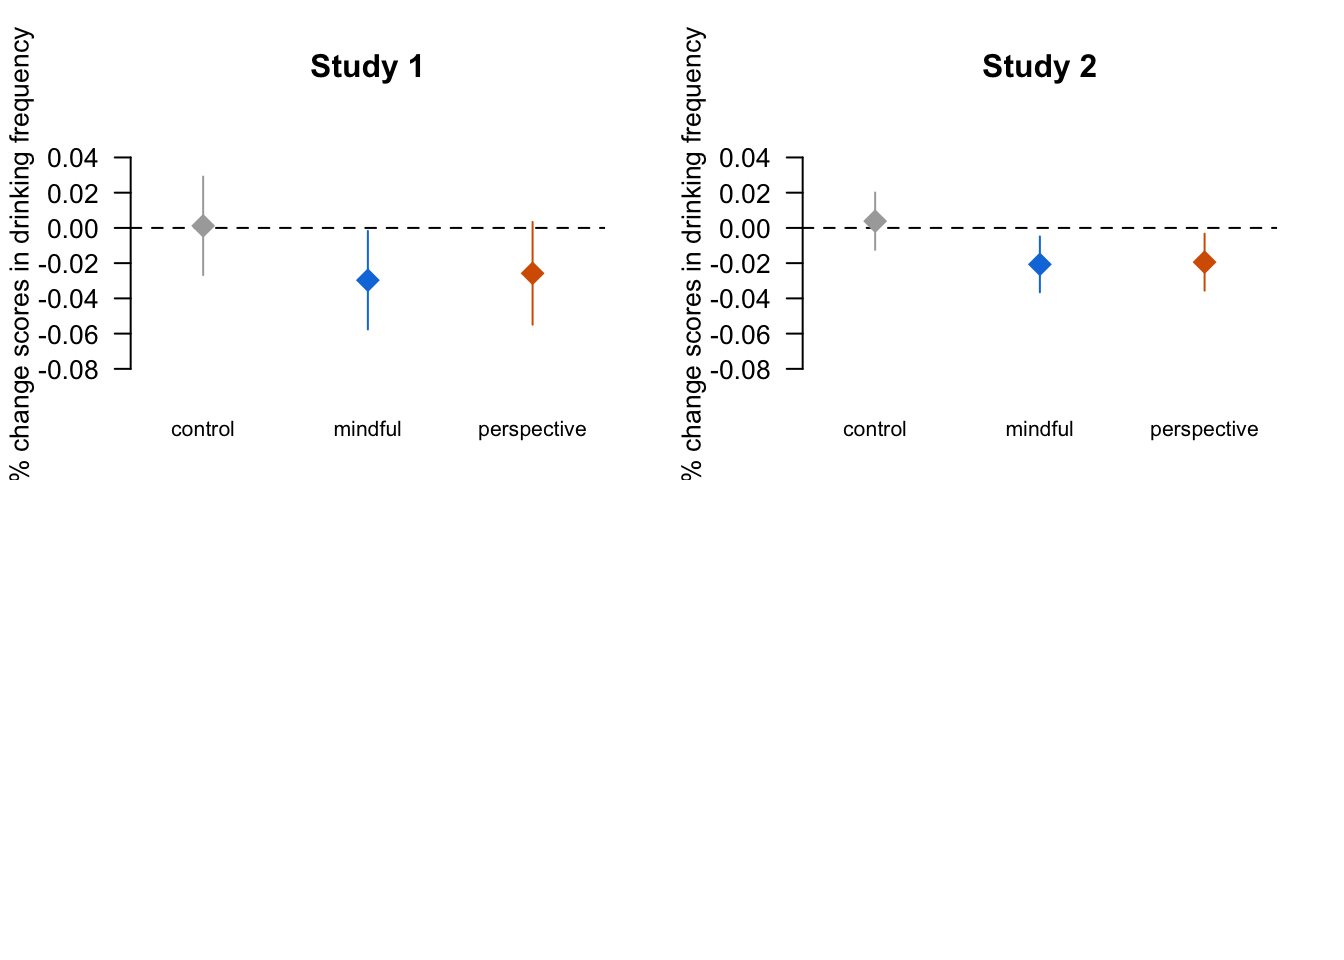 Study 1
% change scores in drinking frequency
0.04
0.02
0.00
-0.02
-0.04
-0.06
-0.08
control mindful perspective
Study 2
% change scores in drinking frequency
0.04
0.02
0.00
-0.02
-0.04
-0.06
-0.08
control mindful perspective